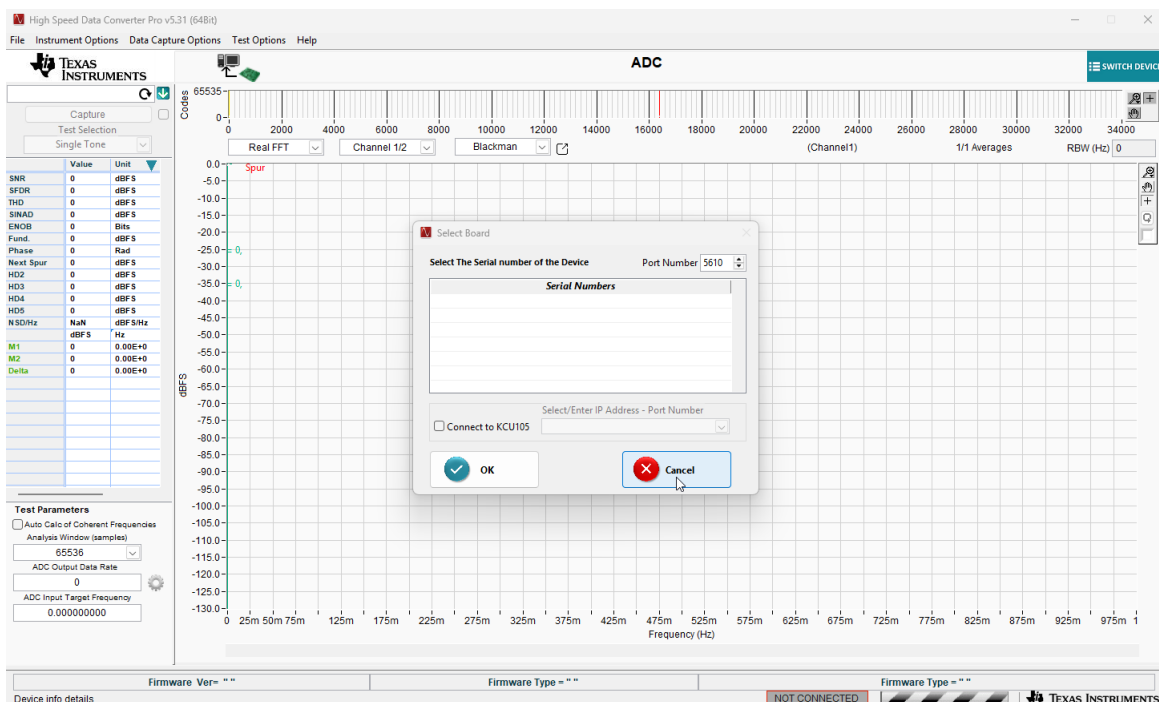 High Speed Data Converter Pro v5.31 (64Bit)
File Instrument Options Data Capture Options Test Options Help
TEXAS
INSTRUMENTS
ADC
SWITCH DEVIC
Capture
Test Selection
Single Tone
Codes
65535
0
0 2000 4000 6000 8000 10000 12000 14000 16000 18000 20000 22000 24000 26000 28000 30000 32000 34000
Real FFT Channel 1/2 Blackman (Channel1) 1/1 Averages RBW (Hz) 0
Value Unit
SNR 0 dBFS
SFDR 0 dBFS
THD 0 dBFS
SINAD 0 dBFS
ENOB 0 Bits
Fund. 0 dBFS
Phase 0 Rad
Next Spur 0 dBFS
HD2 0 dBFS
HD3 0 dBFS
HD4 0 dBFS
HD5 0 dBFS
NSD/Hz NaN dBFS/Hz
dBFS Hz
M1 0 0.00E+0
M2 0 0.00E+0
Delta 0 0.00E+0
Test Parameters
Auto Calc of Coherent Frequencies
Analysis Window (samples)
65536
ADC Output Data Rate
0
ADC Input Target Frequency
0.000000000
dBFS
Spur
0.0
-5.0
-10.0
-15.0
-20.0
-25.0
= 0,
-30.0
-35.0
= 0,
-40.0
-45.0
-50.0
-55.0
-60.0
-65.0
-70.0
-75.0
-80.0
-85.0
-90.0
-95.0
-100.0
-105.0
-110.0
-115.0
-120.0
-125.0
-130.0
0 25m 50m 75m 125m 175m 225m 275m 325m 375m 425m 475m 525m 575m 625m 675m 725m 775m 825m 875m 925m 975m 1
Frequency (Hz)
Select Board
Select The Serial number of the Device Port Number 5610
Serial Numbers
Select/Enter IP Address - Port Number
Connect to KCU105
OK Cancel
Firmware Ver= " " Firmware Type = " " Firmware Type = " "
Device info details NOT CONNECTED TEXAS INSTRUMENTS